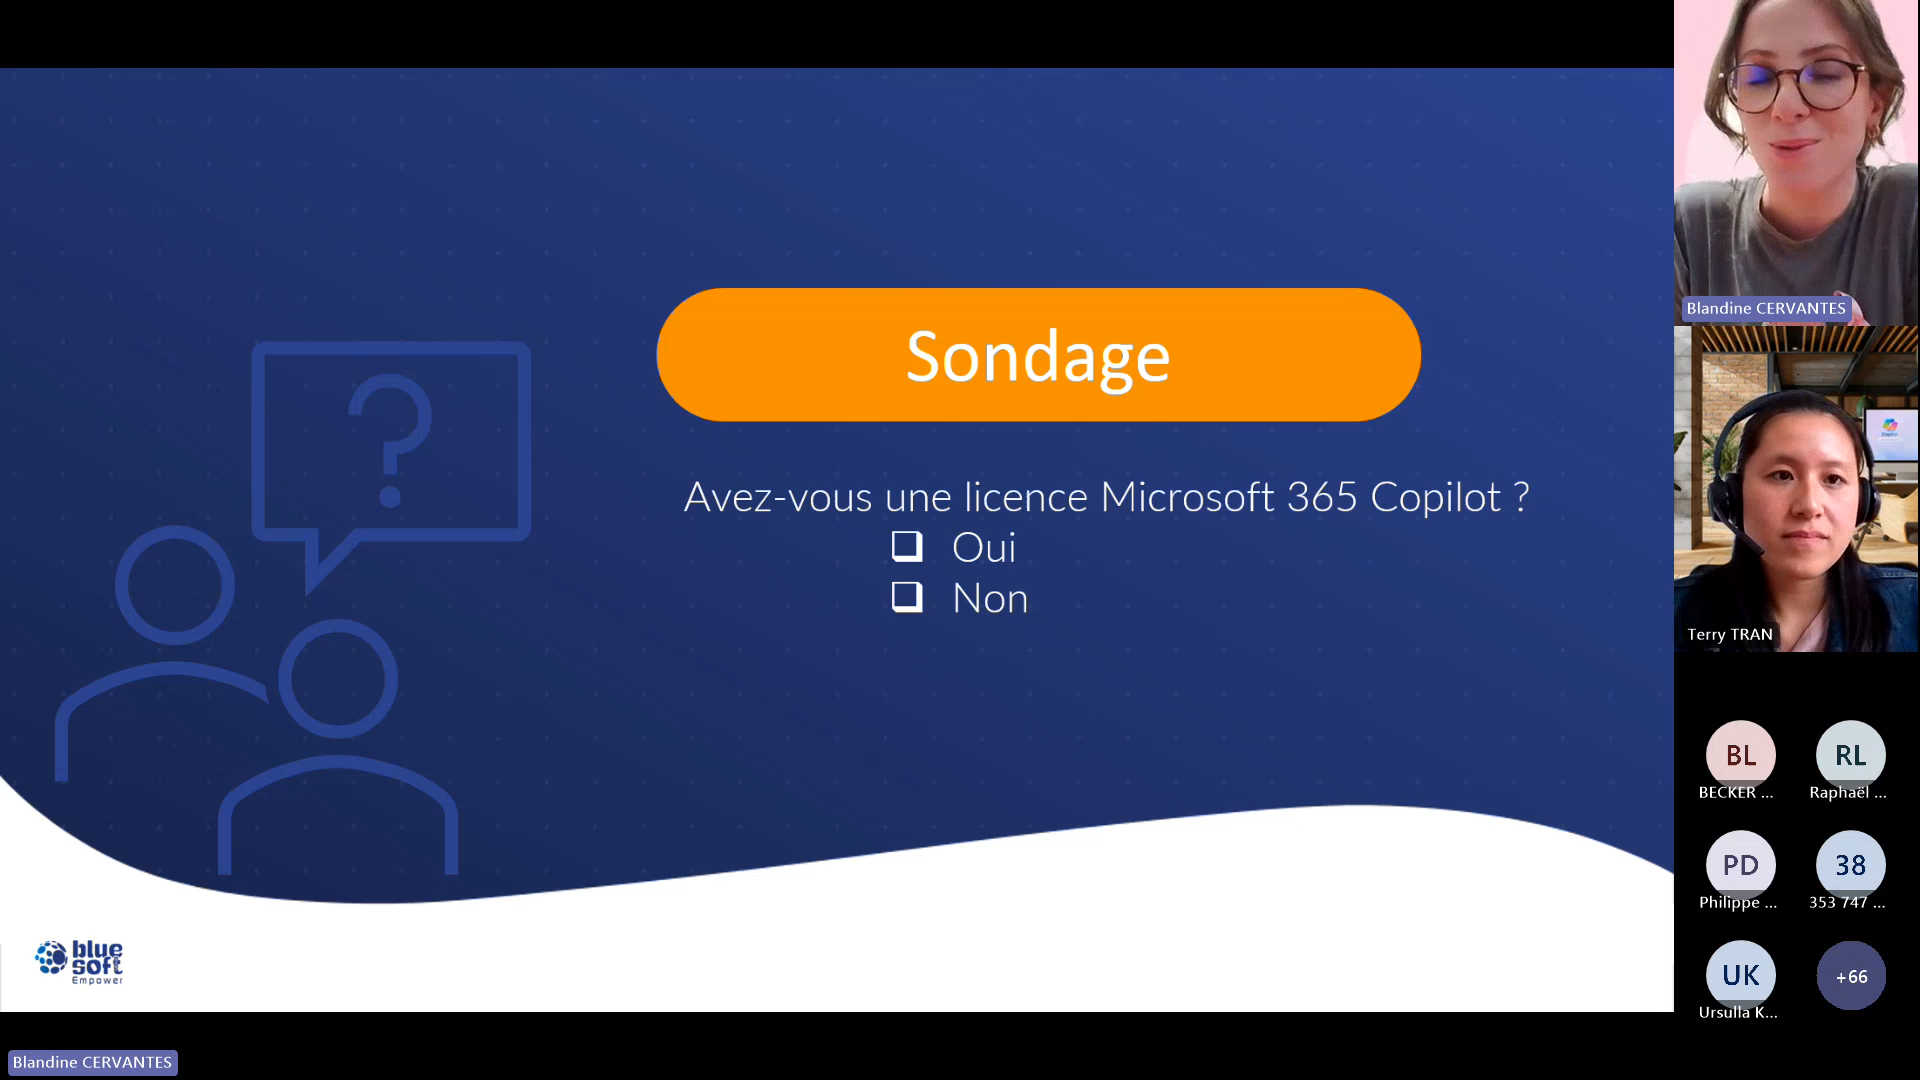 Sondage
?
Avez-vous une licence Microsoft 365 Copilot ?
Oui
Non
blue
soft
Empower
Blandine CERVANTES
Blandine CERVANTES
Terry TRAN
BL
BECKER ...
RL
Raphaël ...
PD
Philippe ...
38
353 747 ...
UK
Ursulla K...
+66